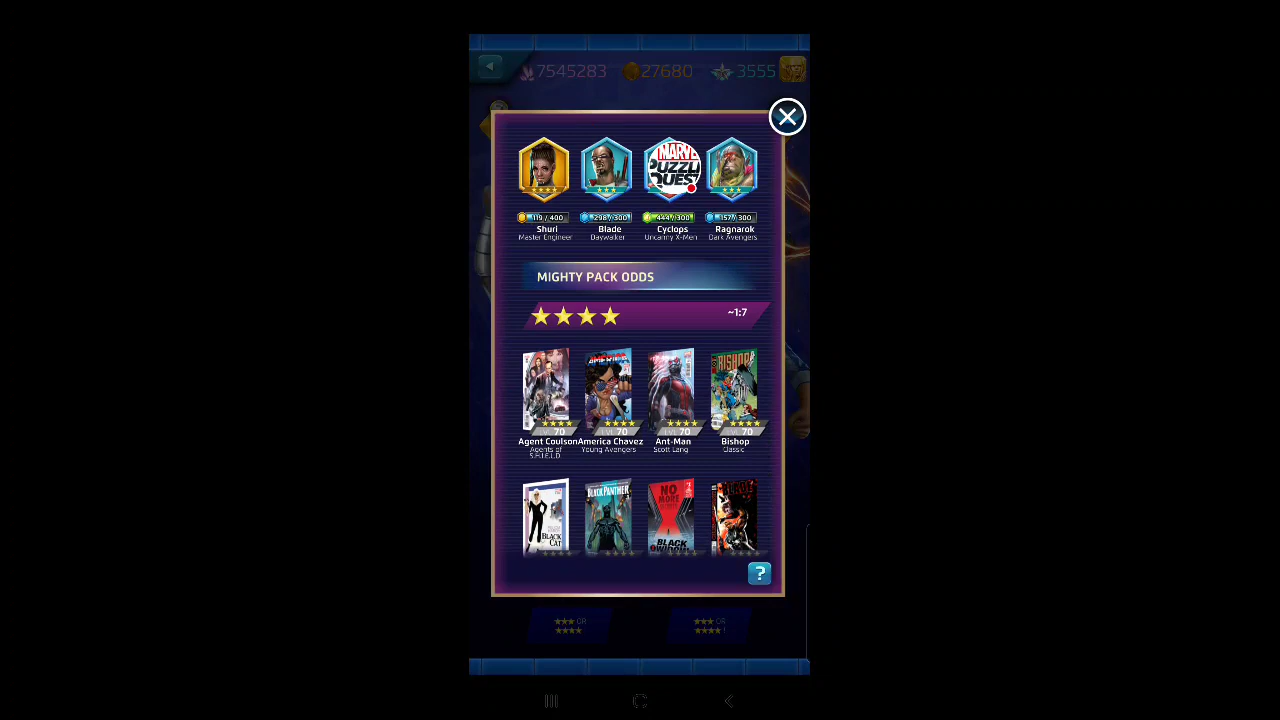 7545283 27680 3555
MARVEL
PUZZLE
QUEST
119/400 298/300 444/300 157/300
Shuri Blade Cyclops Ragnarok
Master Engineer Daywalker Uncanny X-Men Dark Avengers
MIGHTY PACK ODDS
~1:7
AMERICA BISHOP
LVL 70 LVL 70 LVL 70 LVL 70
Agent Coulson America Chavez Ant-Man Bishop
Agents of Young Avengers Scott Lang Classic
S.H.I.E.L.D
BLACK PANTHER NO MORE BLADE
BLACK CAT BLACK WIDOW
?
OR OR
!